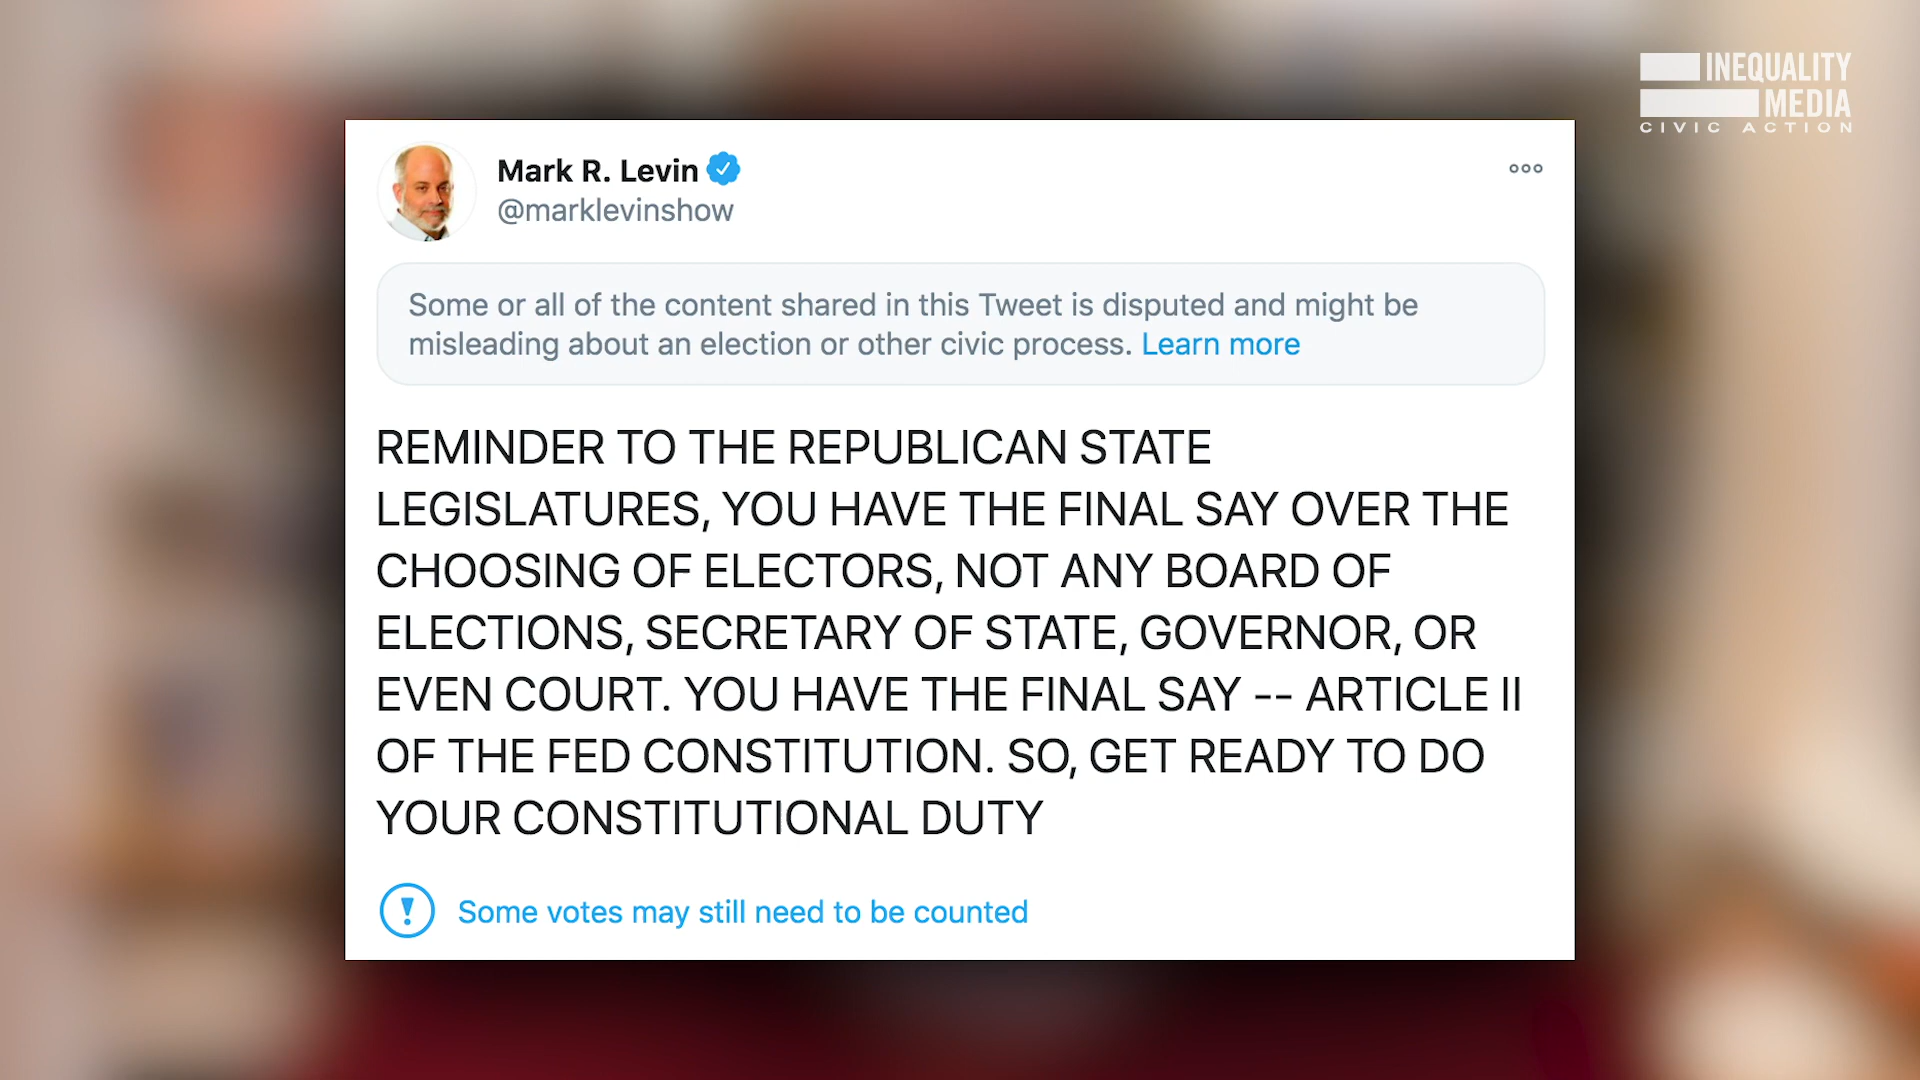 INEQUALITY
MEDIA
CIVIC ACTION
Mark R. Levin
@marklevinshow
Some or all of the content shared in this Tweet is disputed and might be
misleading about an election or other civic process. Learn more
REMINDER TO THE REPUBLICAN STATE
LEGISLATURES, YOU HAVE THE FINAL SAY OVER THE
CHOOSING OF ELECTORS, NOT ANY BOARD OF
ELECTIONS, SECRETARY OF STATE, GOVERNOR, OR
EVEN COURT. YOU HAVE THE FINAL SAY -- ARTICLE II
OF THE FED CONSTITUTION. SO, GET READY TO DO
YOUR CONSTITUTIONAL DUTY
Some votes may still need to be counted